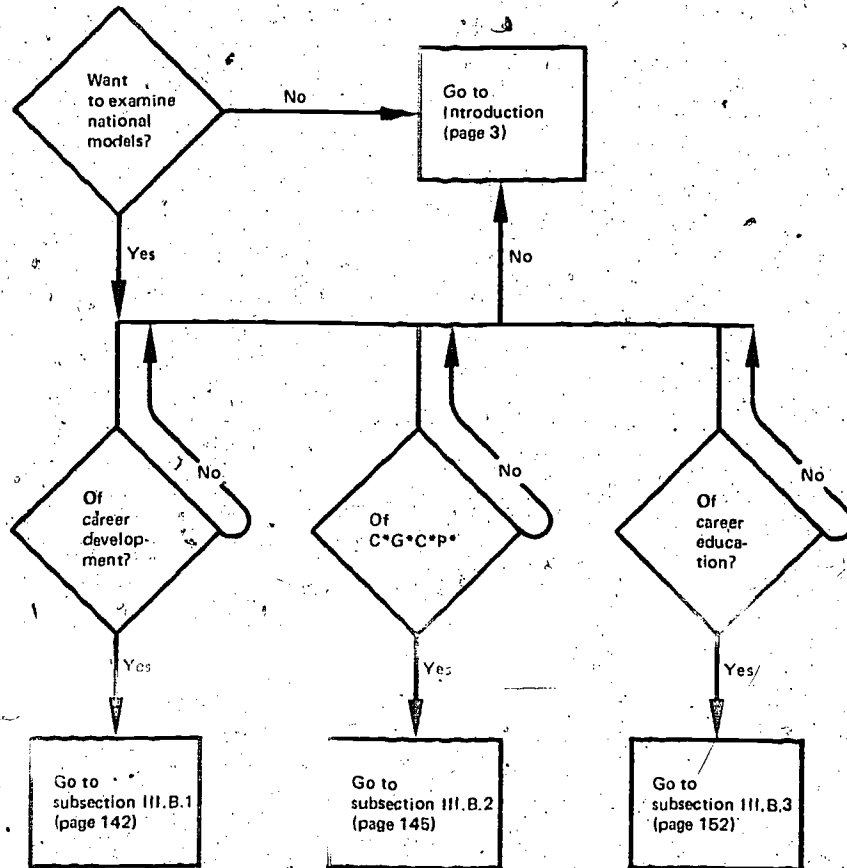 Want
to examine
national
models?
No
Go to
Introduction
(page 3)
Yes
No
No
No
No
Of
career
develop-
ment?
Of
C*G*C*P*
Of
career
educa-
tion?
Yes
Yes
Yes
Go to
subsection III.B.1
(page 142)
Go to
subsection III.B.2
(page 145)
Go to
subsection III.B.3
(page 152)